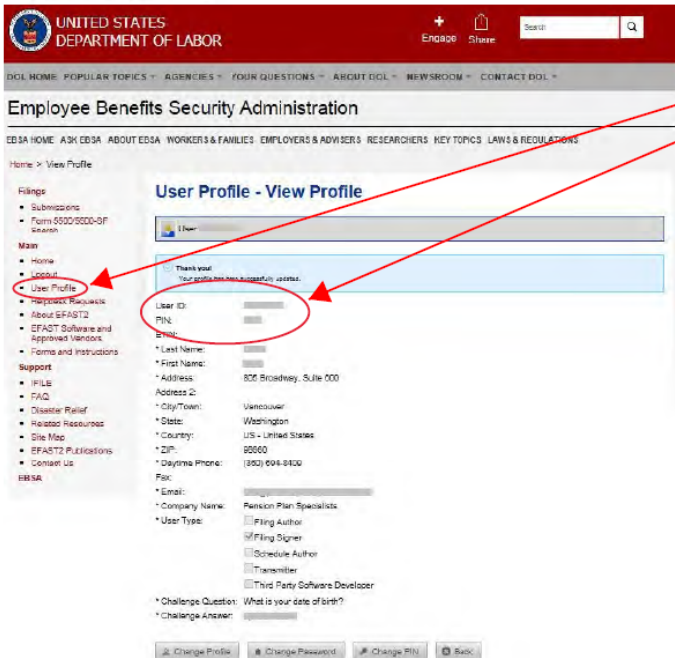 UNITED STATES
DEPARTMENT OF LABOR
Engage Share
Search
DOL HOME POPULAR TOPICS AGENCIES YOUR QUESTIONS ABOUT DOL NEWSROOM CONTACT DOL
Employee Benefits Security Administration
EBSA HOME ASK EBSA ABOUT EBSA WORKERS & FAMILIES EMPLOYERS & ADVISERS RESEARCHERS KEY TOPICS LAWS & REGULATIONS
Home > View Profile
Filings
Submissions
Form 5500/5500-SF
Search
Main
Home
Logout
User Profile
Helpdesk Requests
About EFAST2
EFAST Software and
Approved Vendors
Forms and Instructions
Support
IFILE
FAQ
Disaster Relief
Related Resources
Site Map
EFAST2 Publications
Contact Us
EBSA
User Profile - View Profile
User
Thank you!
Your profile has been successfully updated.
User ID:
PIN:
ETIN:
* Last Name:
* First Name:
* Address: 805 Broadway, Suite 600
Address 2:
* City/Town: Vancouver
* State: Washington
* Country: US - United States
* ZIP: 98660
* Daytime Phone: (360) 694-8409
Fax:
* Email:
* Company Name: Pension Plan Specialists
* User Type: Filing Author
Filing Signer
Schedule Author
Transmitter
Third Party Software Developer
* Challenge Question: What is your date of birth?
* Challenge Answer:
Change Profile Change Password Change PIN Back